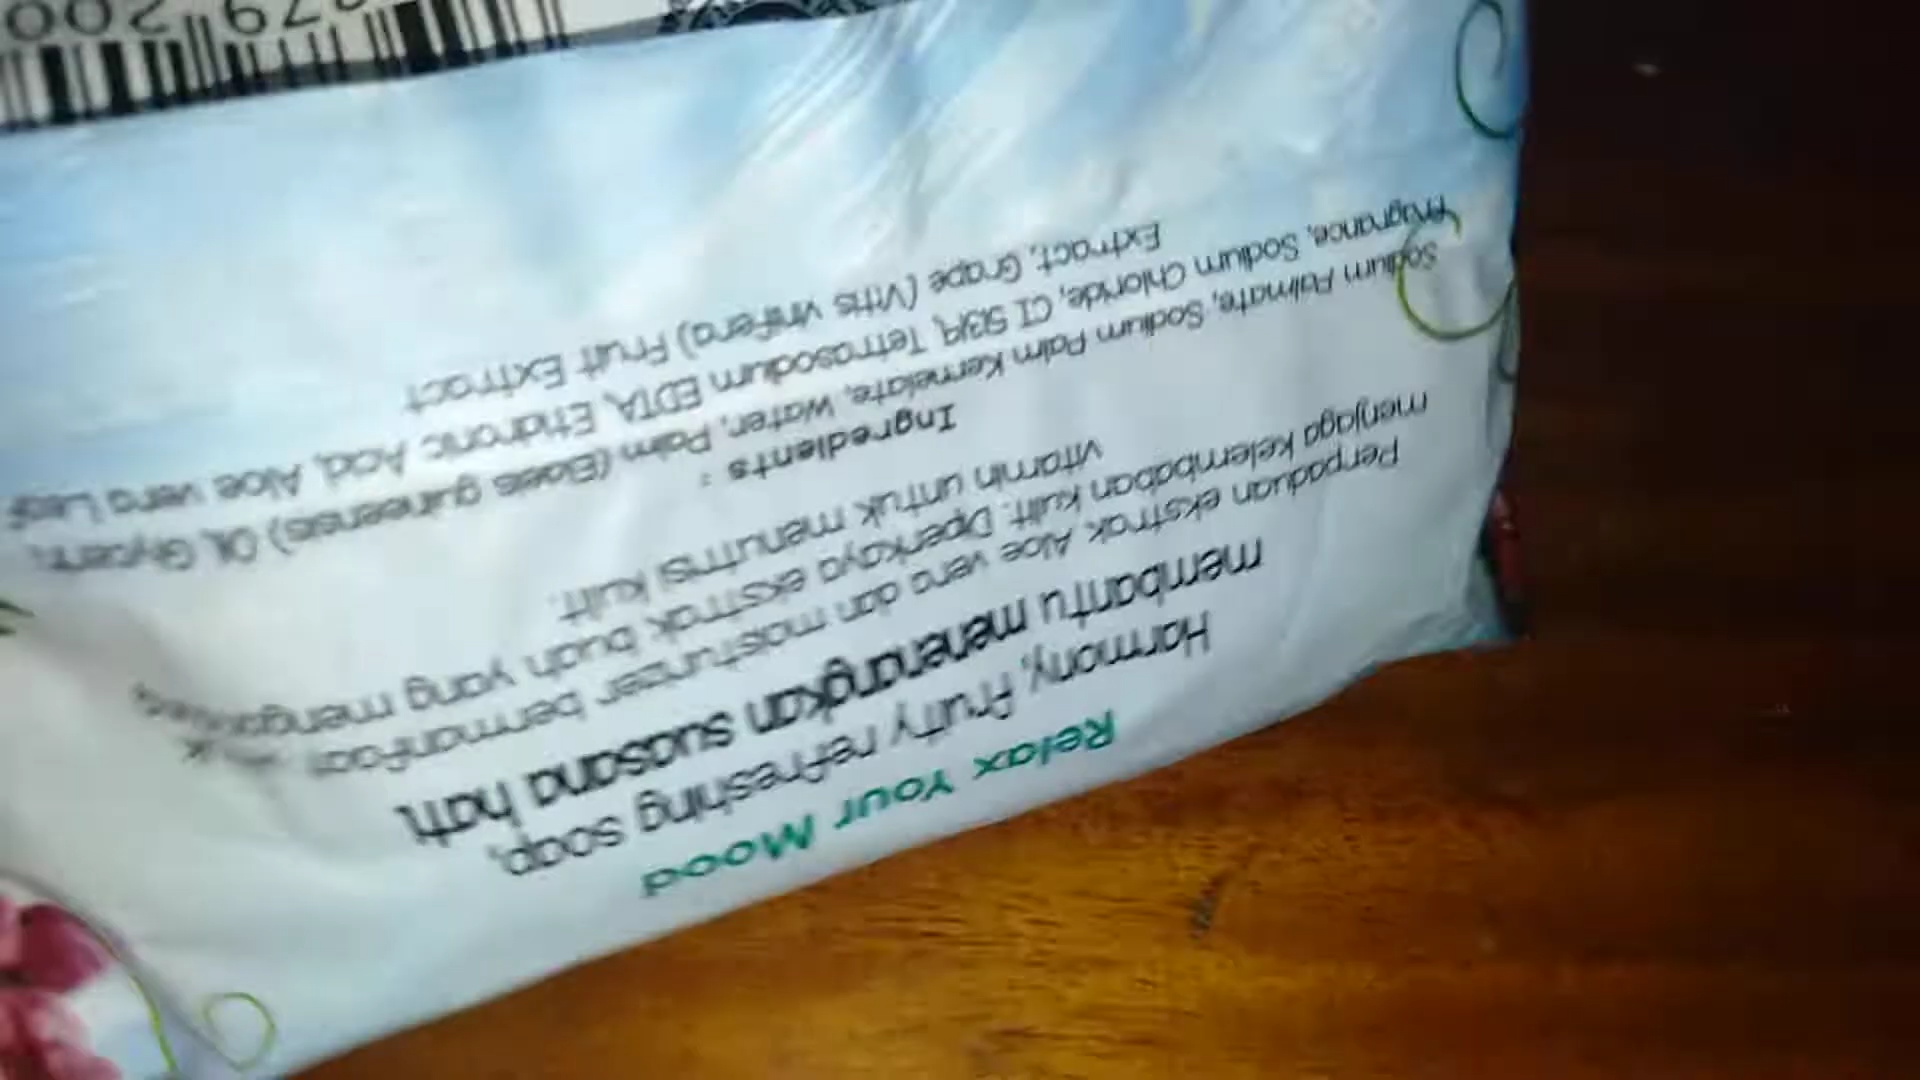 Relax Your Mood
Harmony, Fruity refreshing soap,
membantu menenangkan suasana hati.
Perpaduan ekstrak Aloe vera dan moisturizer bermanfaat
menjaga kelembaban kulit. Diperkaya ekstrak buah yang
vitamin untuk menutrisi kulit.
Ingredients :
Sodium Palmate, Sodium Palm Kernelate, Water, Palm (Elaeis guineensis) Oil, Glycerin,
Fragrance, Sodium Chloride, CI Tetrasodium EDTA, Etidronic Acid, Aloe vera Leaf
Extract, Grape (Vitis vinifera) Fruit Extract